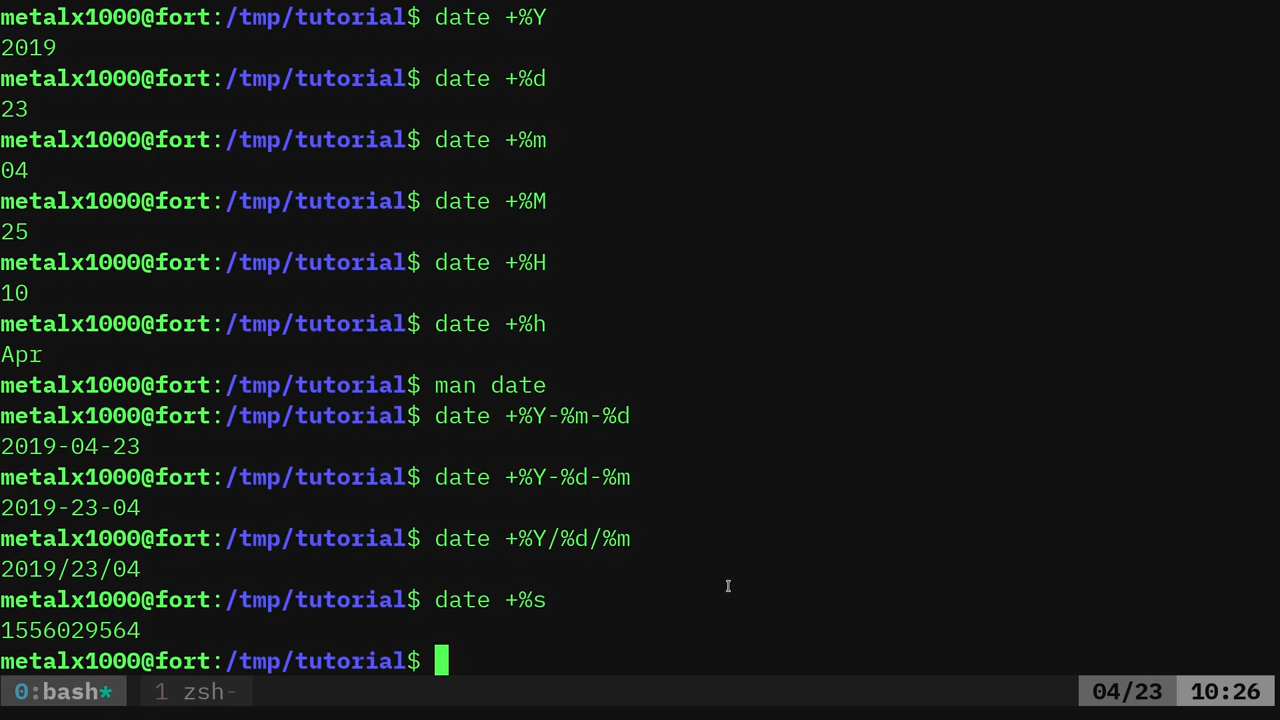 metalx1000@fort:/tmp/tutorial$ date +%Y
2019
metalx1000@fort:/tmp/tutorial$ date +%d
23
metalx1000@fort:/tmp/tutorial$ date +%m
04
metalx1000@fort:/tmp/tutorial$ date +%M
25
metalx1000@fort:/tmp/tutorial$ date +%H
10
metalx1000@fort:/tmp/tutorial$ date +%h
Apr
metalx1000@fort:/tmp/tutorial$ man date
metalx1000@fort:/tmp/tutorial$ date +%Y-%m-%d
2019-04-23
metalx1000@fort:/tmp/tutorial$ date +%Y-%d-%m
2019-23-04
metalx1000@fort:/tmp/tutorial$ date +%Y/%d/%m
2019/23/04
metalx1000@fort:/tmp/tutorial$ date +%s
1556029564
metalx1000@fort:/tmp/tutorial$
0:bash* 1 zsh- 04/23 10:26